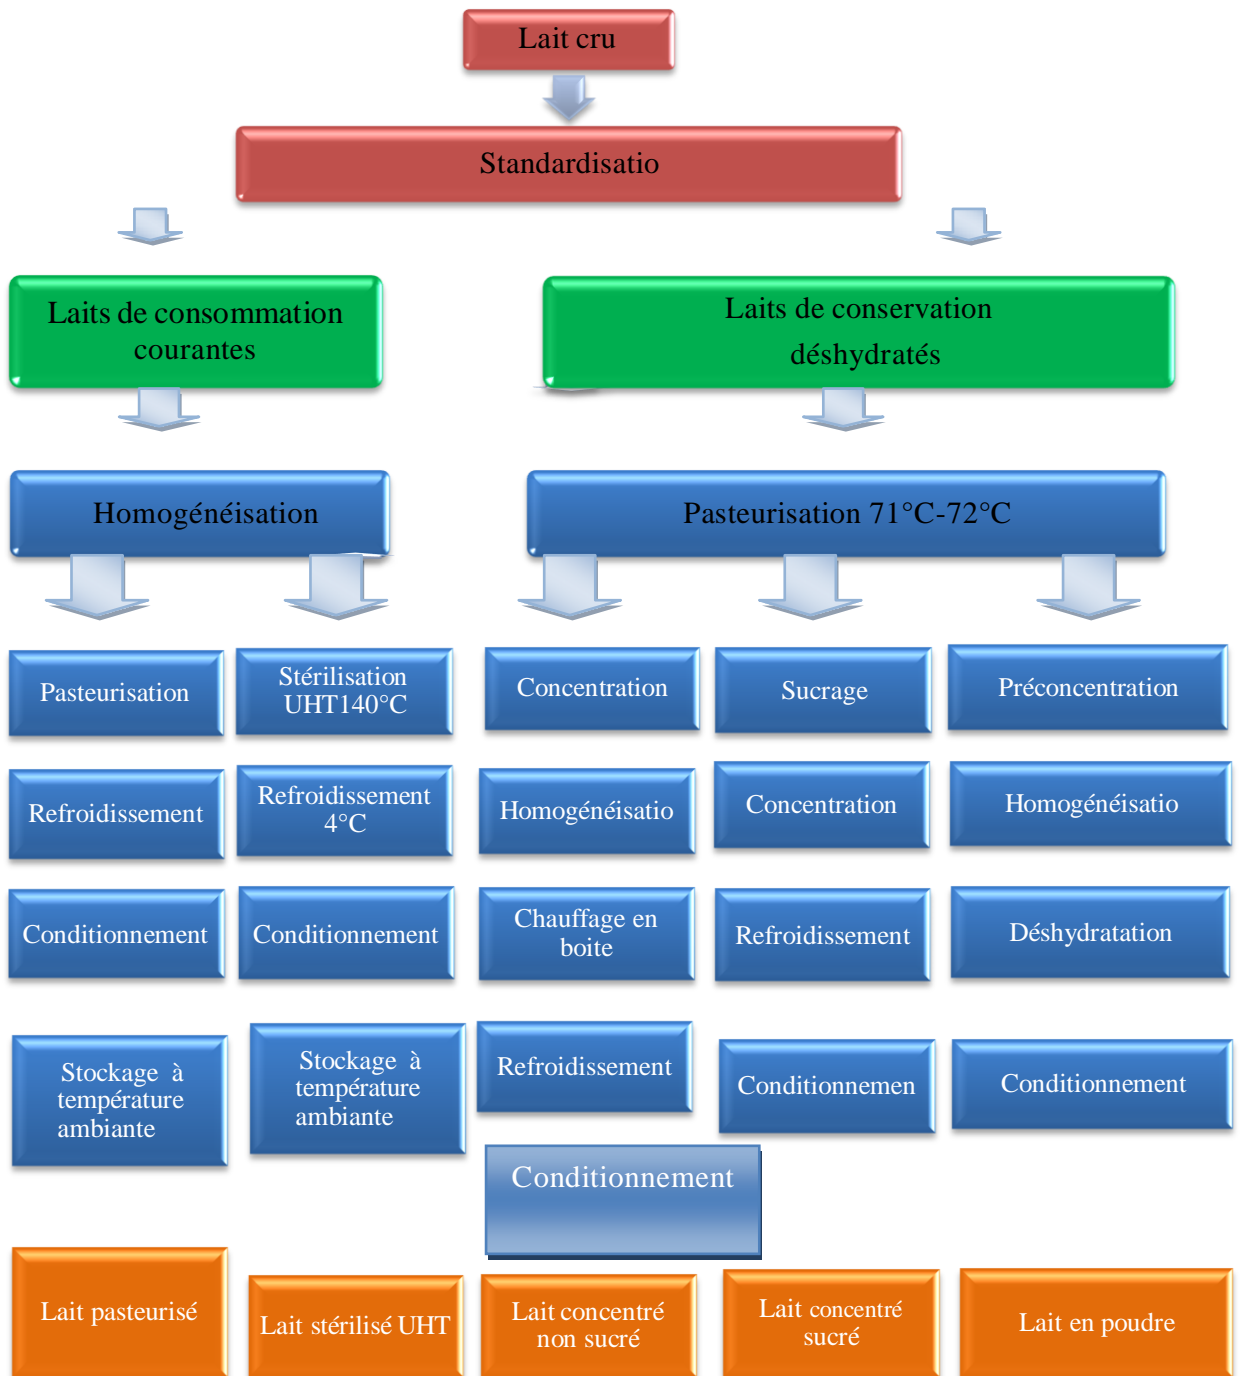 Lait cru
Standardisatio
Laits de consommation
courantes
Laits de conservation
déshydratés
Homogénéisation
Pasteurisation 71°C-72°C
Pasteurisation
Stérilisation
UHT140°C
Concentration
Sucrage
Préconcentration
Refroidissement
Refroidissement
4°C
Homogénéisatio
Concentration
Homogénéisatio
Conditionnement
Conditionnement
Chauffage en
boite
Refroidissement
Déshydratation
Stockage à
température
ambiante
Stockage à
température
ambiante
Refroidissement
Conditionnemen
Conditionnement
Conditionnement
Lait pasteurisé
Lait stérilisé UHT
Lait concentré
non sucré
Lait concentré
sucré
Lait en poudre